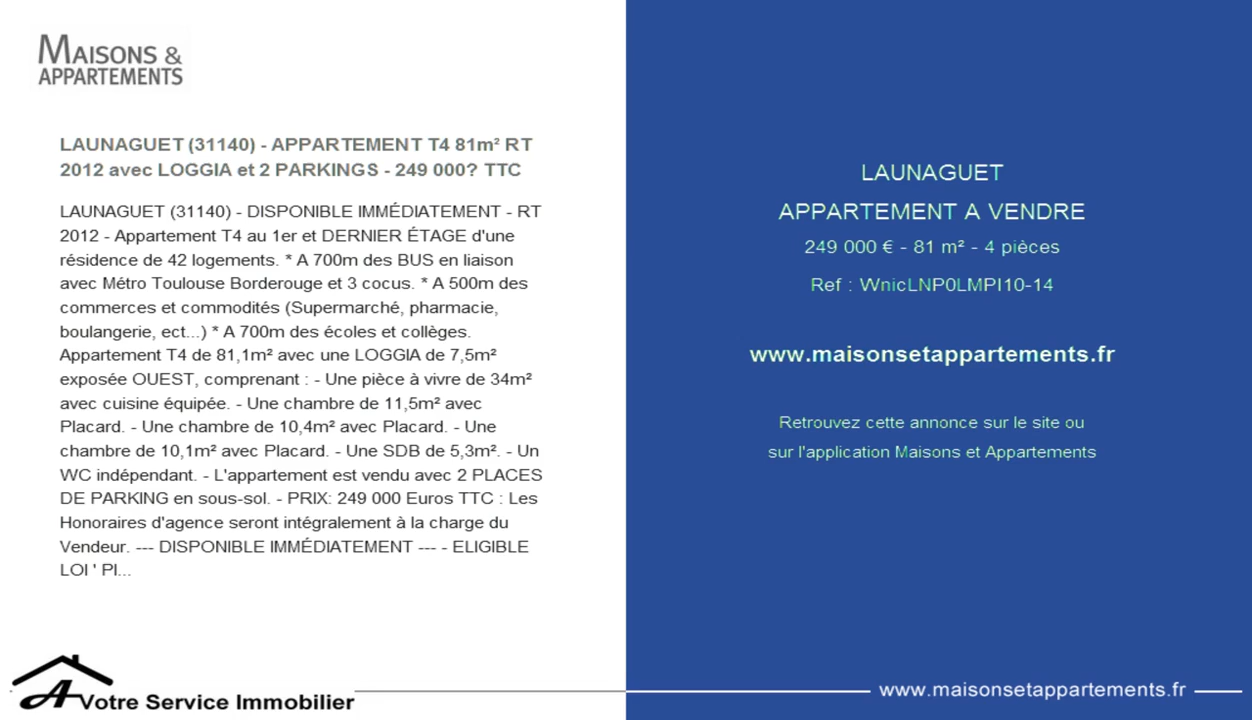 MAISONS &
APPARTEMENTS
LAUNAGUET (31140) - APPARTEMENT T4 81m² RT
2012 avec LOGGIA et 2 PARKINGS - 249 000? TTC
LAUNAGUET (31140) - DISPONIBLE IMMÉDIATEMENT - RT
2012 - Appartement T4 au 1er et DERNIER ÉTAGE d'une
résidence de 42 logements. * A 700m des BUS en liaison
avec Métro Toulouse Borderouge et 3 cocus. * A 500m des
commerces et commodités (Supermarché, pharmacie,
boulangerie, ect...) * A 700m des écoles et collèges.
Appartement T4 de 81,1m² avec une LOGGIA de 7,5m²
exposée OUEST, comprenant : - Une pièce à vivre de 34m²
avec cuisine équipée. - Une chambre de 11,5m² avec
Placard. - Une chambre de 10,4m² avec Placard. - Une
chambre de 10,1m² avec Placard. - Une SDB de 5,3m². - Un
WC indépendant. - L'appartement est vendu avec 2 PLACES
DE PARKING en sous-sol. - PRIX: 249 000 Euros TTC : Les
Honoraires d'agence seront intégralement à la charge du
Vendeur. --- DISPONIBLE IMMÉDIATEMENT --- - ELIGIBLE
LOI ' PI...
A Votre Service Immobilier
LAUNAGUET
APPARTEMENT A VENDRE
249 000 € - 81 m² - 4 pièces
Ref : WnicLNP0LMPI10-14
www.maisonsetappartements.fr
Retrouvez cette annonce sur le site ou
sur l'application Maisons et Appartements
www.maisonsetappartements.fr